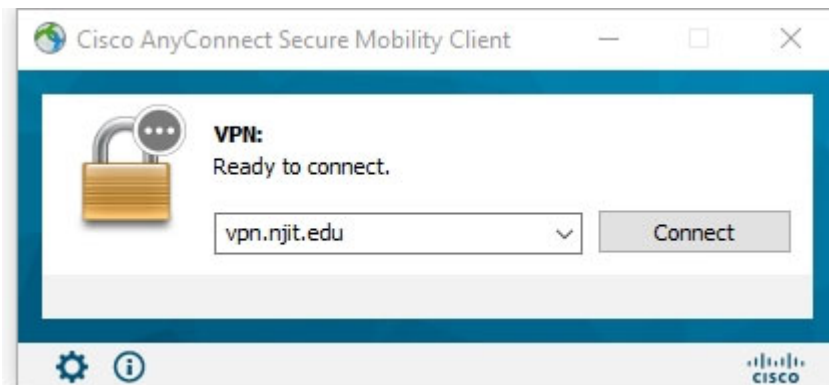 Cisco AnyConnect Secure Mobility Client
VPN:
Ready to connect.
vpn.njit.edu
Connect
CISCO